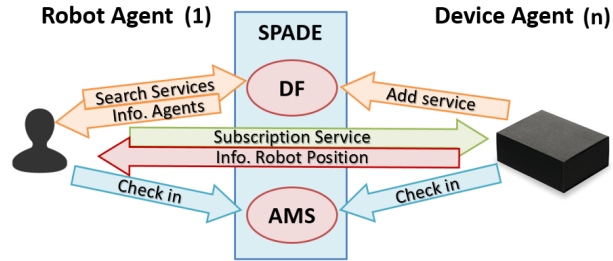 Robot Agent (1)
Device Agent (n)
SPADE
Search Services
Info. Agents
DF
Add service
Subscription Service
Info. Robot Position
Check in
AMS
Check in